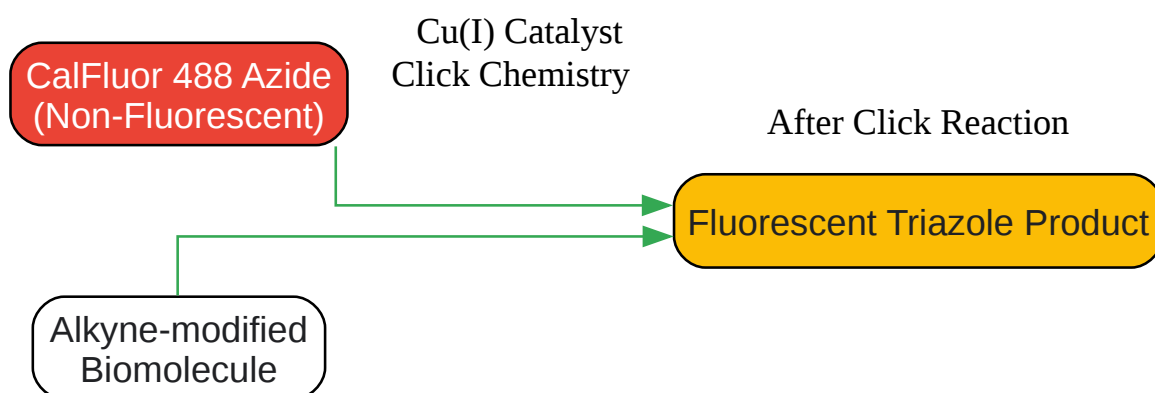 Cu(I) Catalyst
Click Chemistry
CalFluor 488 Azide
(Non-Fluorescent)
After Click Reaction
Fluorescent Triazole Product
Alkyne-modified
Biomolecule